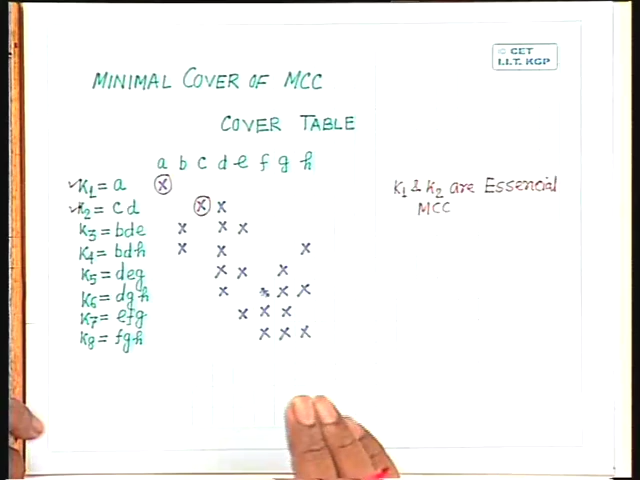 © CET
I.I.T. KGP
MINIMAL COVER OF MCC
COVER TABLE
a b c d e f g h
✓K1 = a x
✓K2 = c d x x
K3 = bde x x x
K4 = bdh x x x
K5 = deg x x x
K6 = dgh x x x x
K7 = efg x x x
K8 = fgh x x x
K1 & K2 are Essencial
MCC